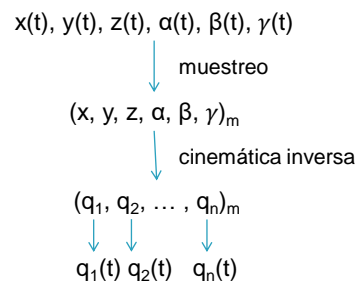 x(t), y(t), z(t), α(t), β(t), γ(t)
muestreo
(x, y, z, α, β, γ)m
cinemática inversa
(q1, q2, … , qn)m
q1(t) q2(t) qn(t)